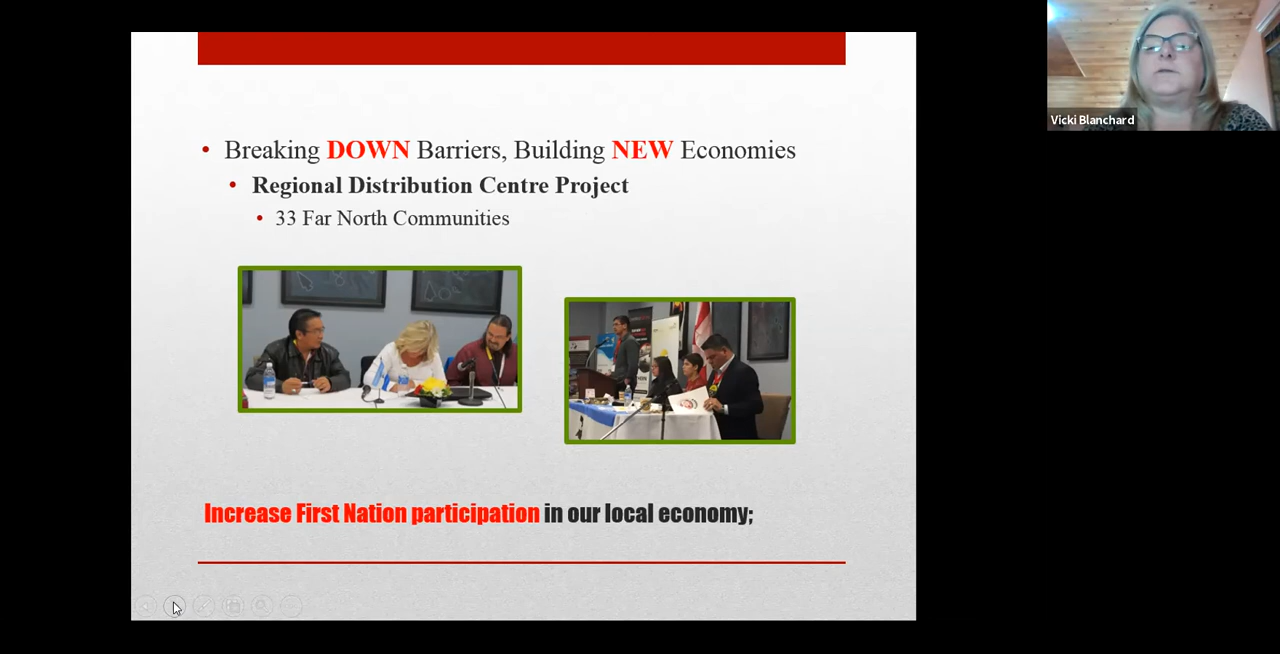 Breaking DOWN Barriers, Building NEW Economies
Regional Distribution Centre Project
33 Far North Communities
Increase First Nation participation in our local economy;
Vicki Blanchard